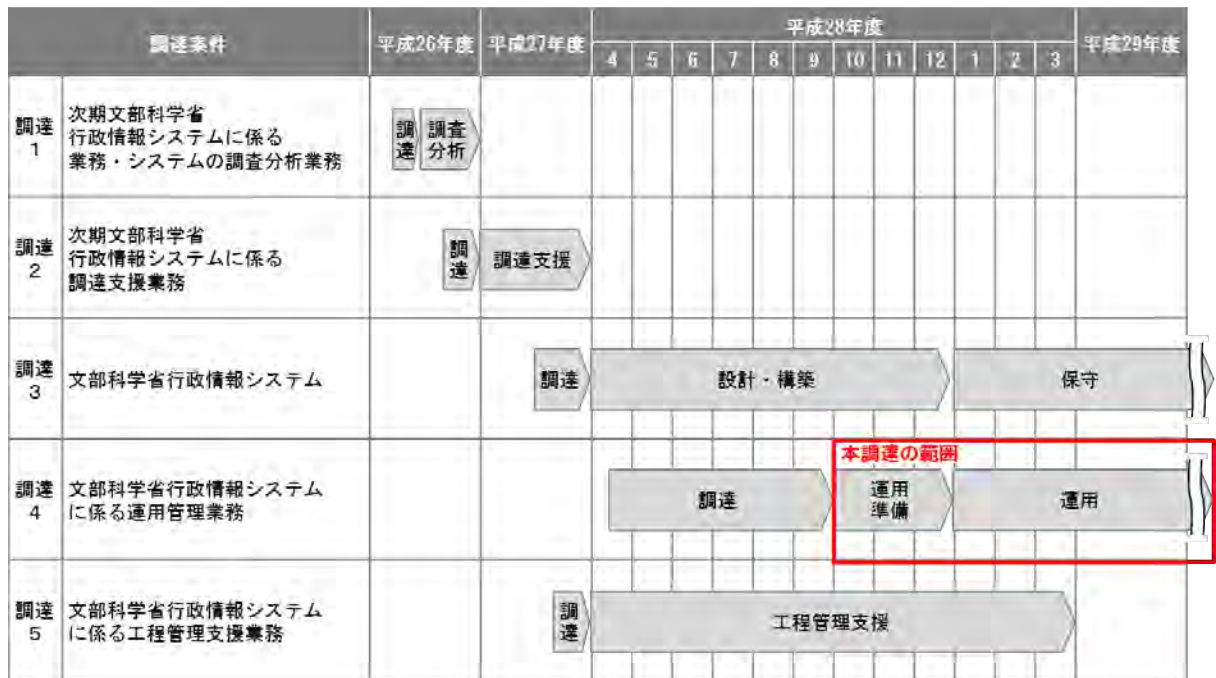 調達案件
平成26年度
平成27年度
平成28年度
平成29年度
4 5 6 7 8 9 10 11 12 1 2 3
調達
1
次期文部科学省
行政情報システムに係る
業務・システムの調査分析業務
調
達
調査
分析
調達
2
次期文部科学省
行政情報システムに係る
調達支援業務
調
達
調達支援
調達
3
文部科学省行政情報システム
調達
設計・構築
保守
本調達の範囲
調達
4
文部科学省行政情報システム
に係る運用管理業務
調達
運用
準備
運用
調達
5
文部科学省行政情報システム
に係る工程管理支援業務
調
達
工程管理支援